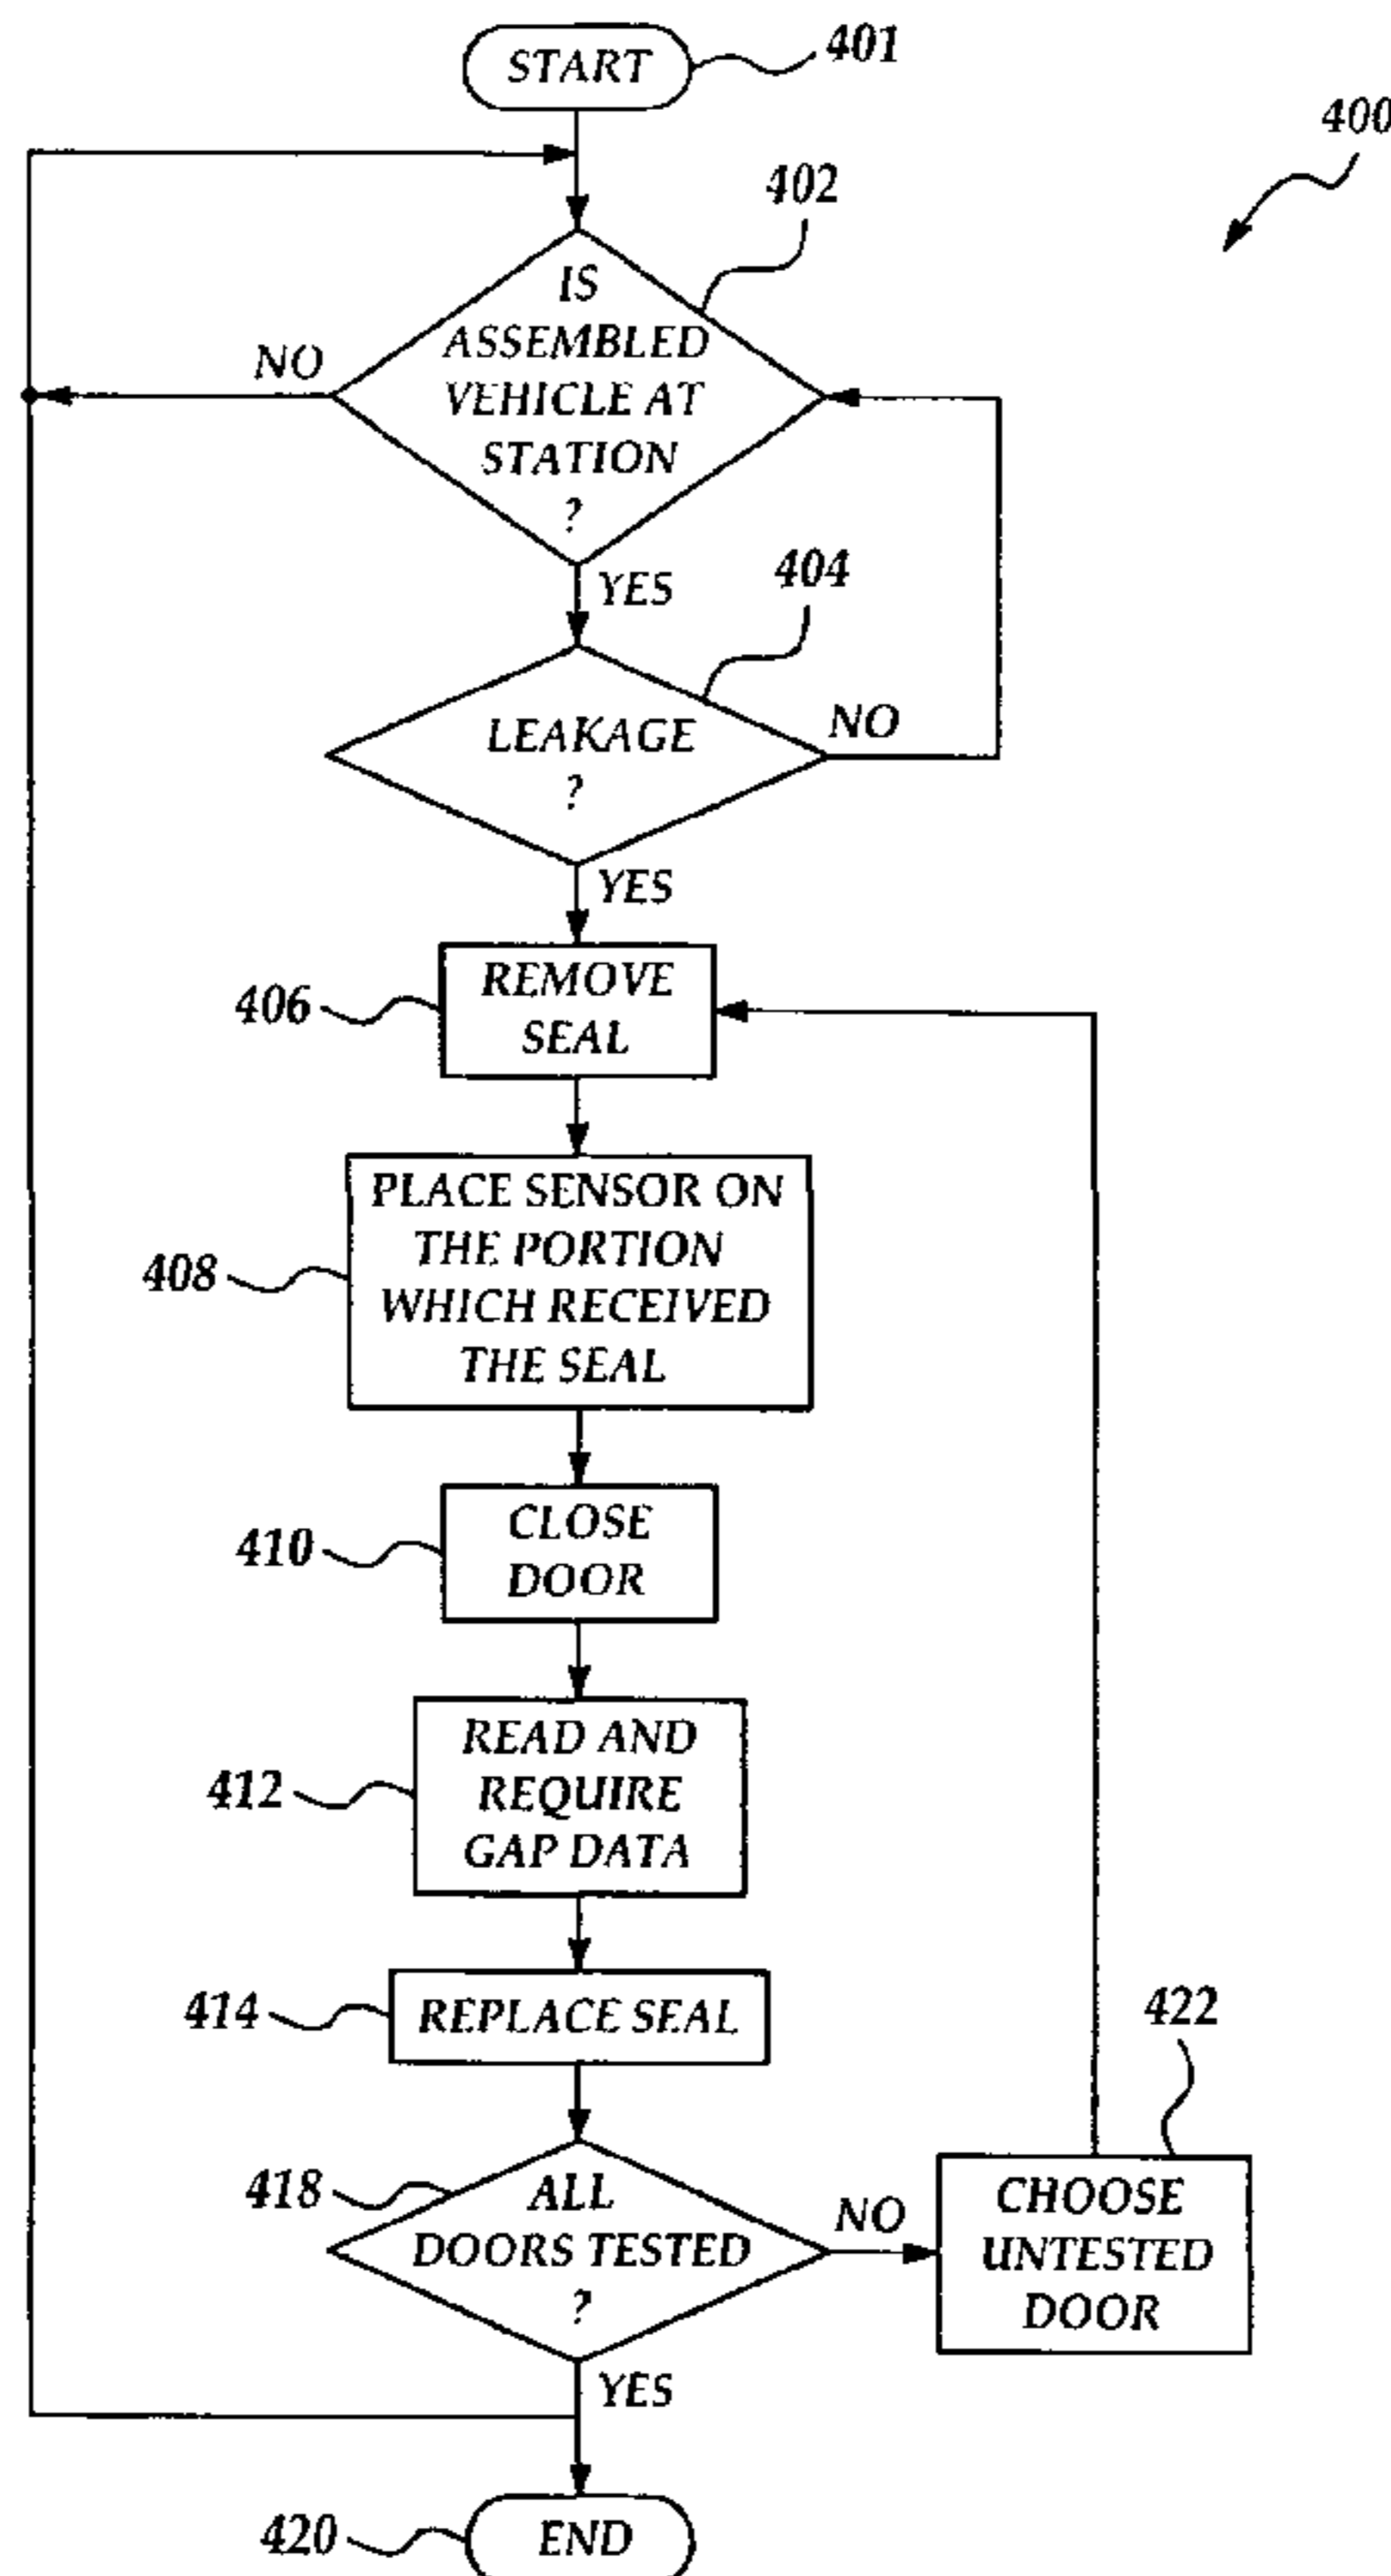 START
401
400
402
IS
ASSEMBLED
VEHICLE AT
STATION
?
NO
YES
404
LEAKAGE
?
NO
YES
406
REMOVE
SEAL
408
PLACE SENSOR ON
THE PORTION
WHICH RECEIVED
THE SEAL
410
CLOSE
DOOR
412
READ AND
REQUIRE
GAP DATA
414
REPLACE SEAL
422
418
ALL
DOORS TESTED
?
NO
CHOOSE
UNTESTED
DOOR
YES
420
END